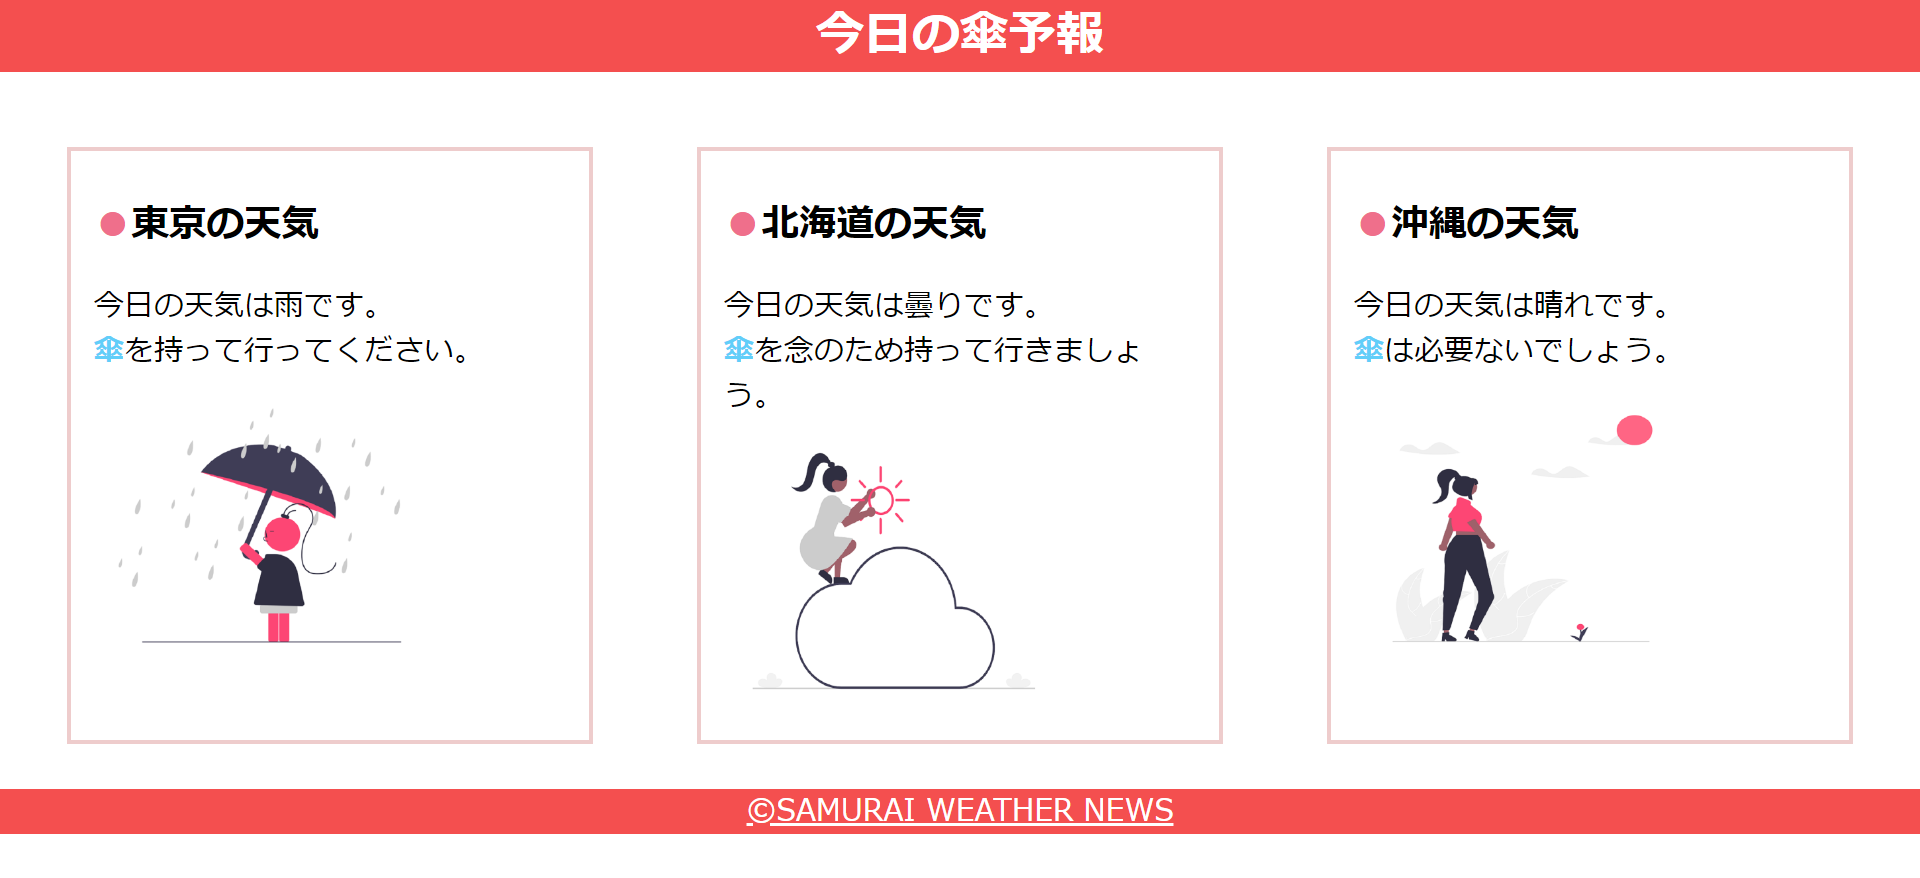 今日の傘予報
●東京の天気
今日の天気は雨です。
傘を持って行ってください。
●北海道の天気
今日の天気は曇りです。
傘を念のため持って行きましょ
う。
●沖縄の天気
今日の天気は晴れです。
傘は必要ないでしょう。
©SAMURAI WEATHER NEWS